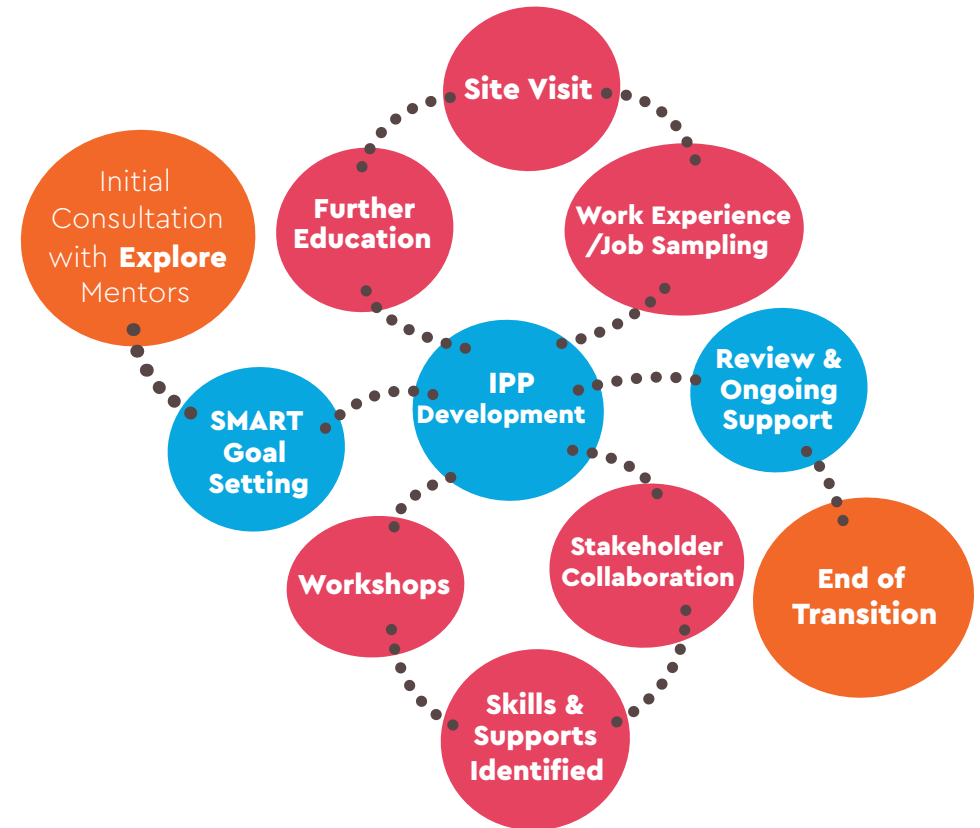 Site Visit
Initial
Consultation
with Explore
Mentors
Further
Education
Work Experience
/Job Sampling
SMART
Goal
Setting
IPP
Development
Review &
Ongoing
Support
Workshops
Stakeholder
Collaboration
End of
Transition
Skills &
Supports
Identified